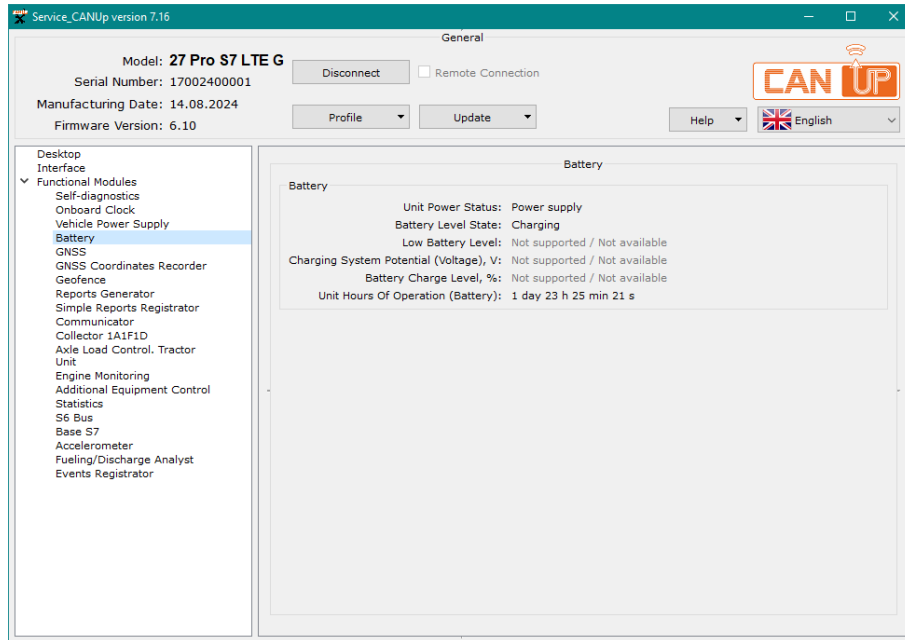 Service_CANUp version 7.16
General
Model: 27 Pro S7 LTE G
Serial Number: 17002400001
Manufacturing Date: 14.08.2024
Firmware Version: 6.10
Disconnect
Remote Connection
Profile
Update
CAN UP
Help
English
Desktop
Interface
Functional Modules
Self-diagnostics
Onboard Clock
Vehicle Power Supply
Battery
GNSS
GNSS Coordinates Recorder
Geofence
Reports Generator
Simple Reports Registrator
Communicator
Collector 1A1F1D
Axle Load Control. Tractor
Unit
Engine Monitoring
Additional Equipment Control
Statistics
S6 Bus
Base S7
Accelerometer
Fueling/Discharge Analyst
Events Registrator
Battery
Battery
Unit Power Status: Power supply
Battery Level State: Charging
Low Battery Level: Not supported / Not available
Charging System Potential (Voltage), V: Not supported / Not available
Battery Charge Level, %: Not supported / Not available
Unit Hours Of Operation (Battery): 1 day 23 h 25 min 21 s